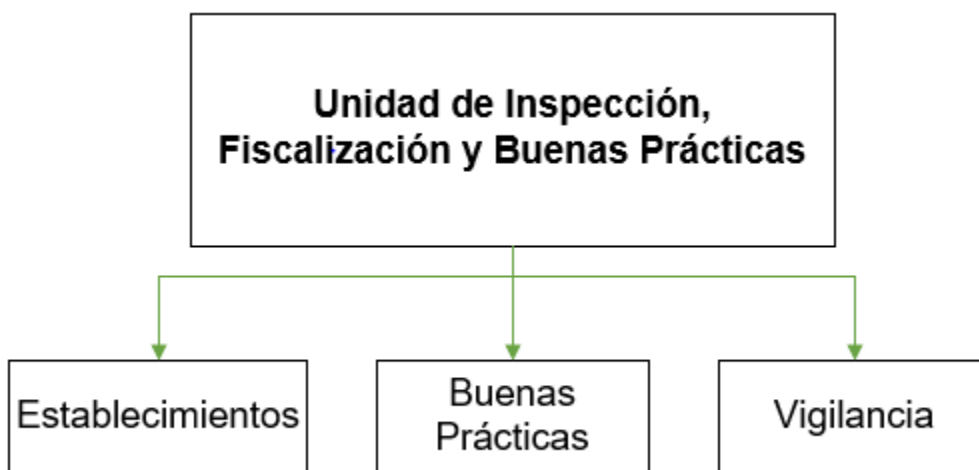 Unidad de Inspección,
Fiscalización y Buenas Prácticas
Establecimientos
Buenas
Prácticas
Vigilancia